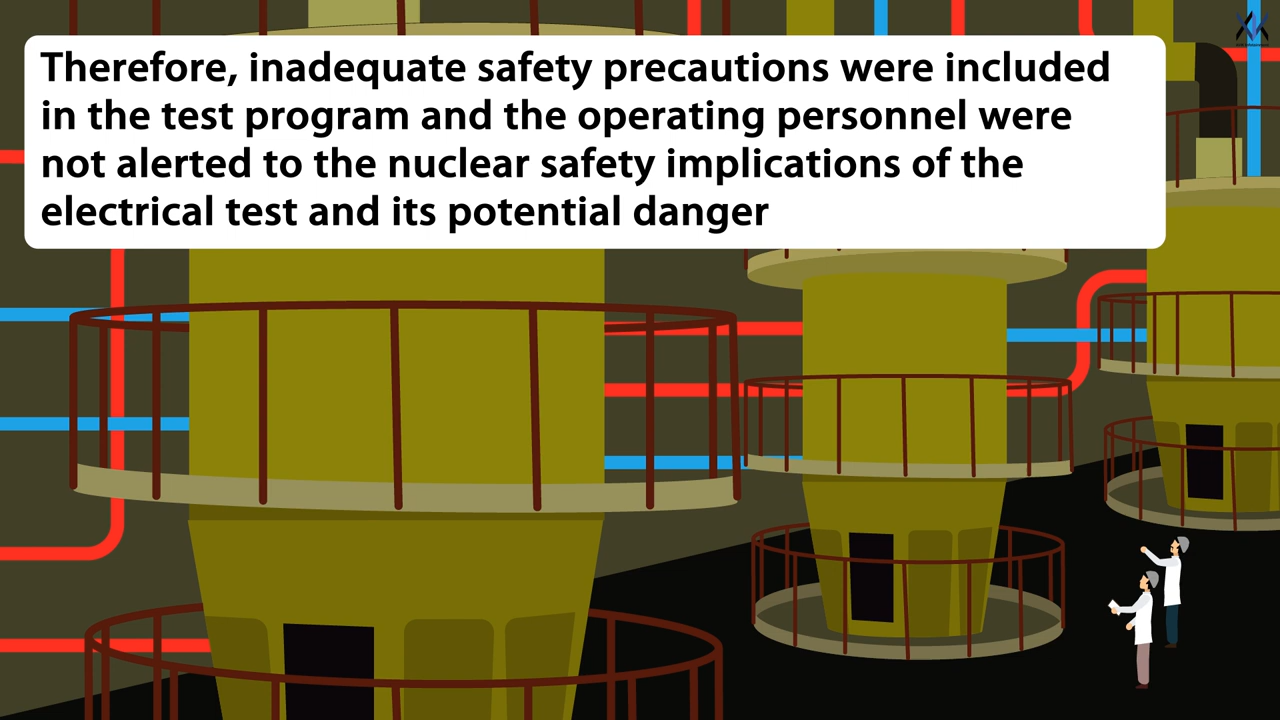 Therefore, inadequate safety precautions were included
in the test program and the operating personnel were
not alerted to the nuclear safety implications of the
electrical test and its potential danger